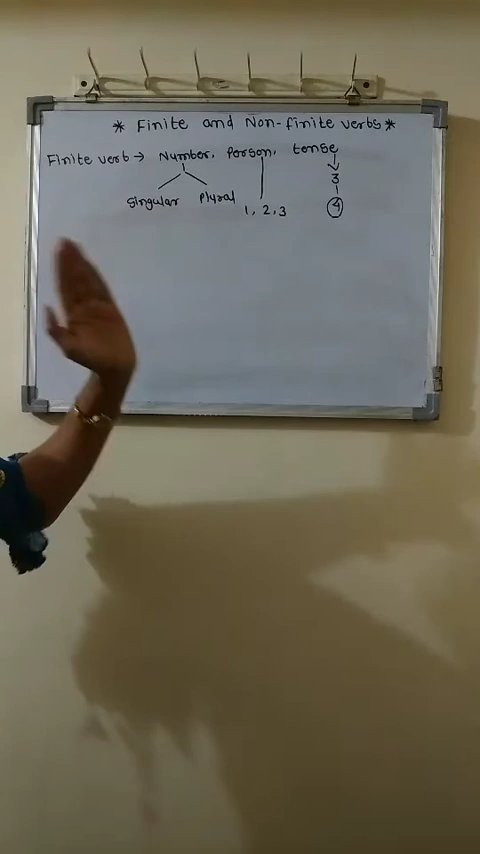 * Finite and Non-finite verbs *
Finite verb → Number, Person, tense
3
Singular Plural 1, 2, 3 4